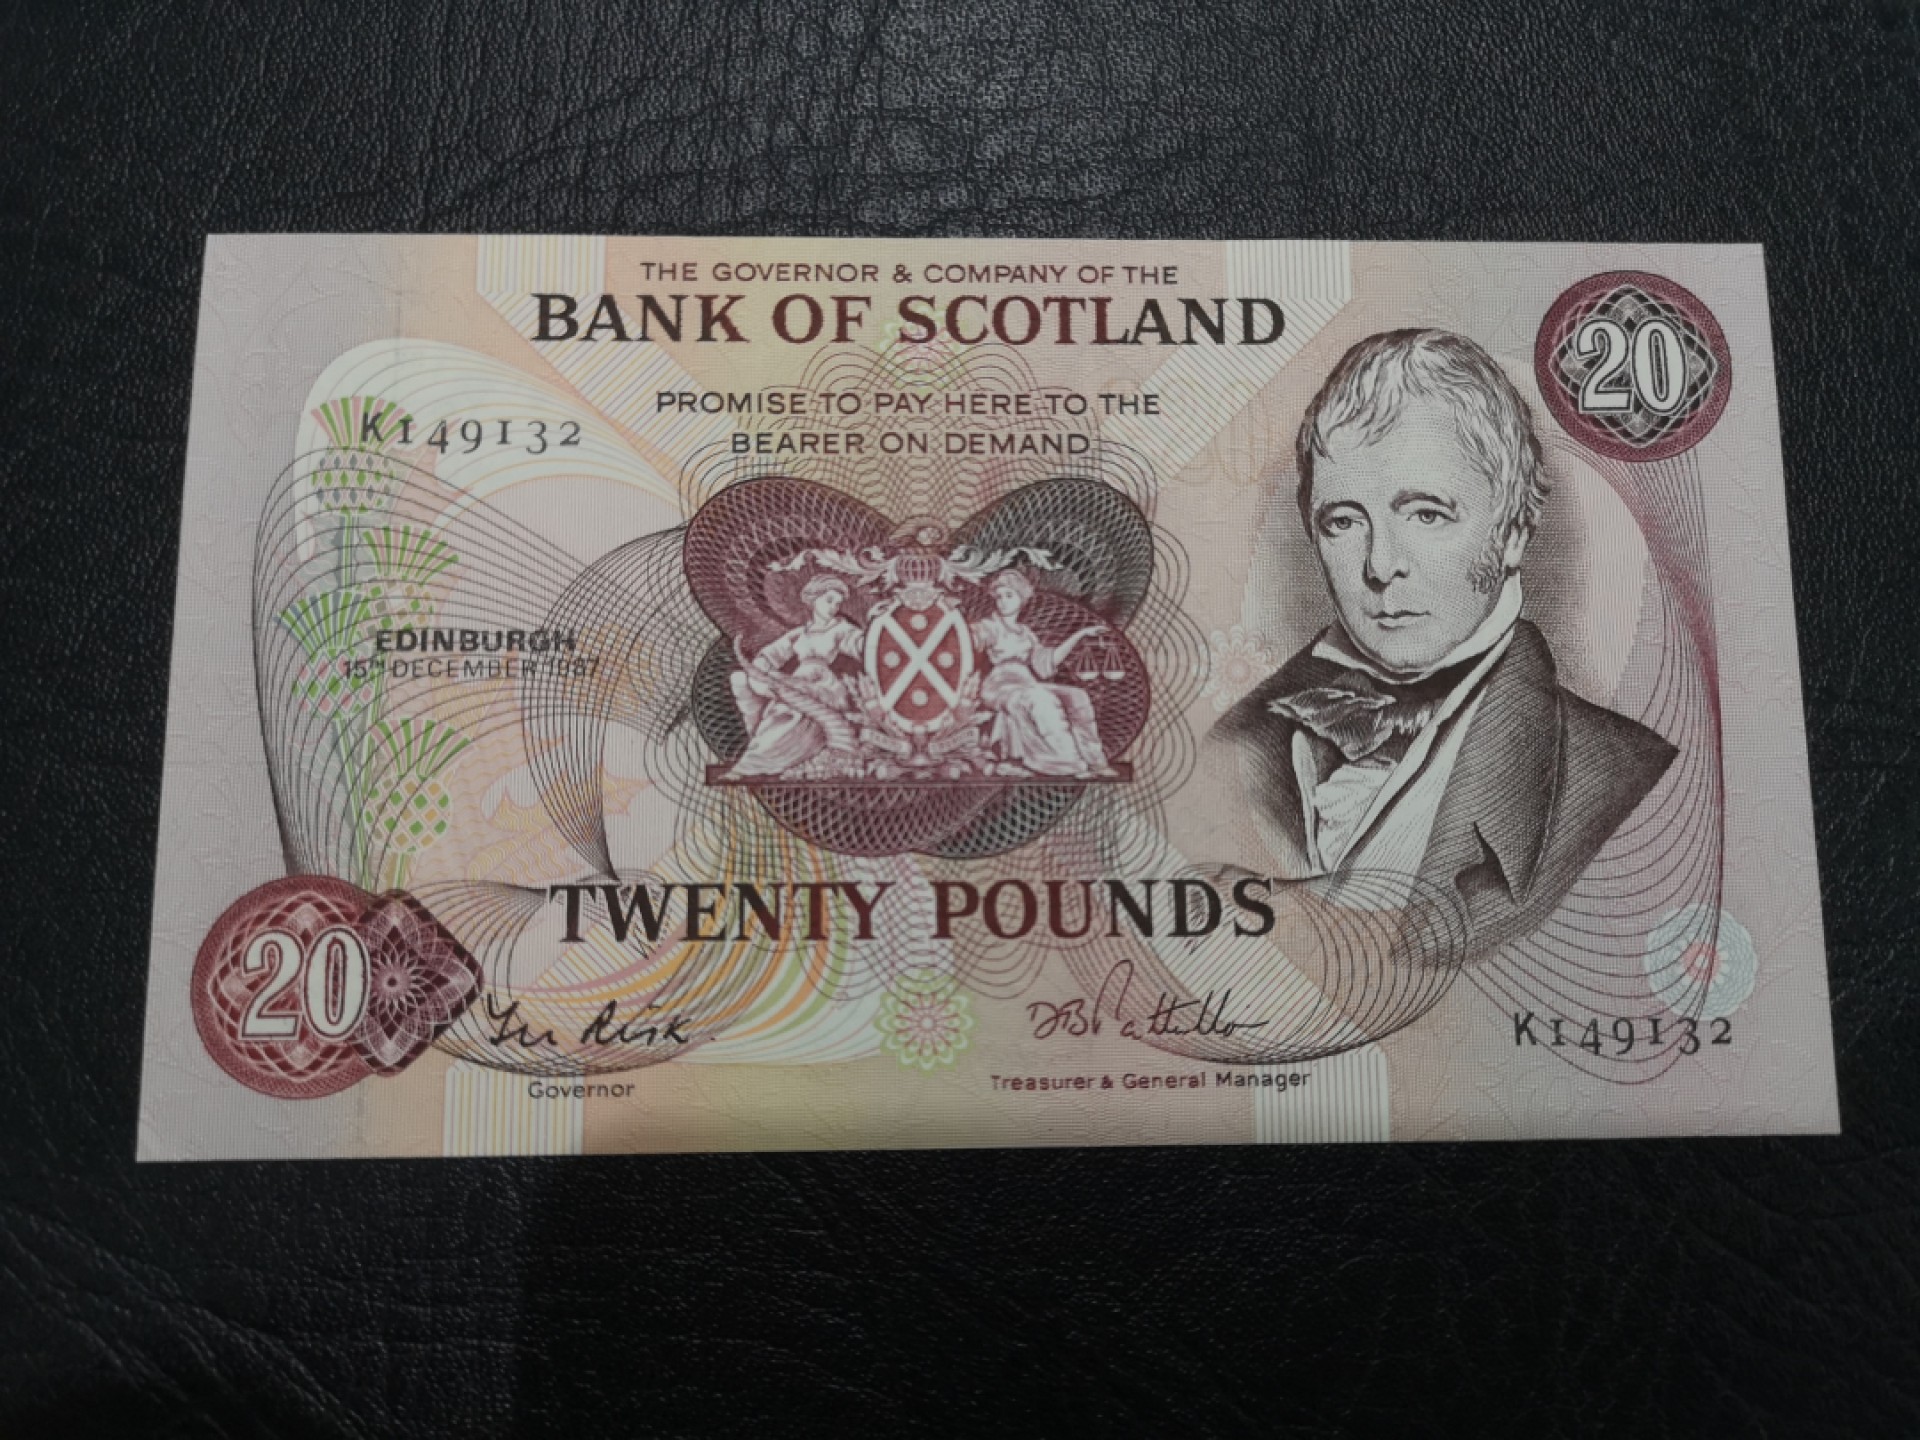 THE GOVERNOR & COMPANY OF THE
BANK OF SCOTLAND
20
PROMISE TO PAY HERE TO THE
BEARER ON DEMAND
K149132
EDINBURGH
15TH DECEMBER 1987
TWENTY POUNDS
20
K149132
Governor
Treasurer & General Manager